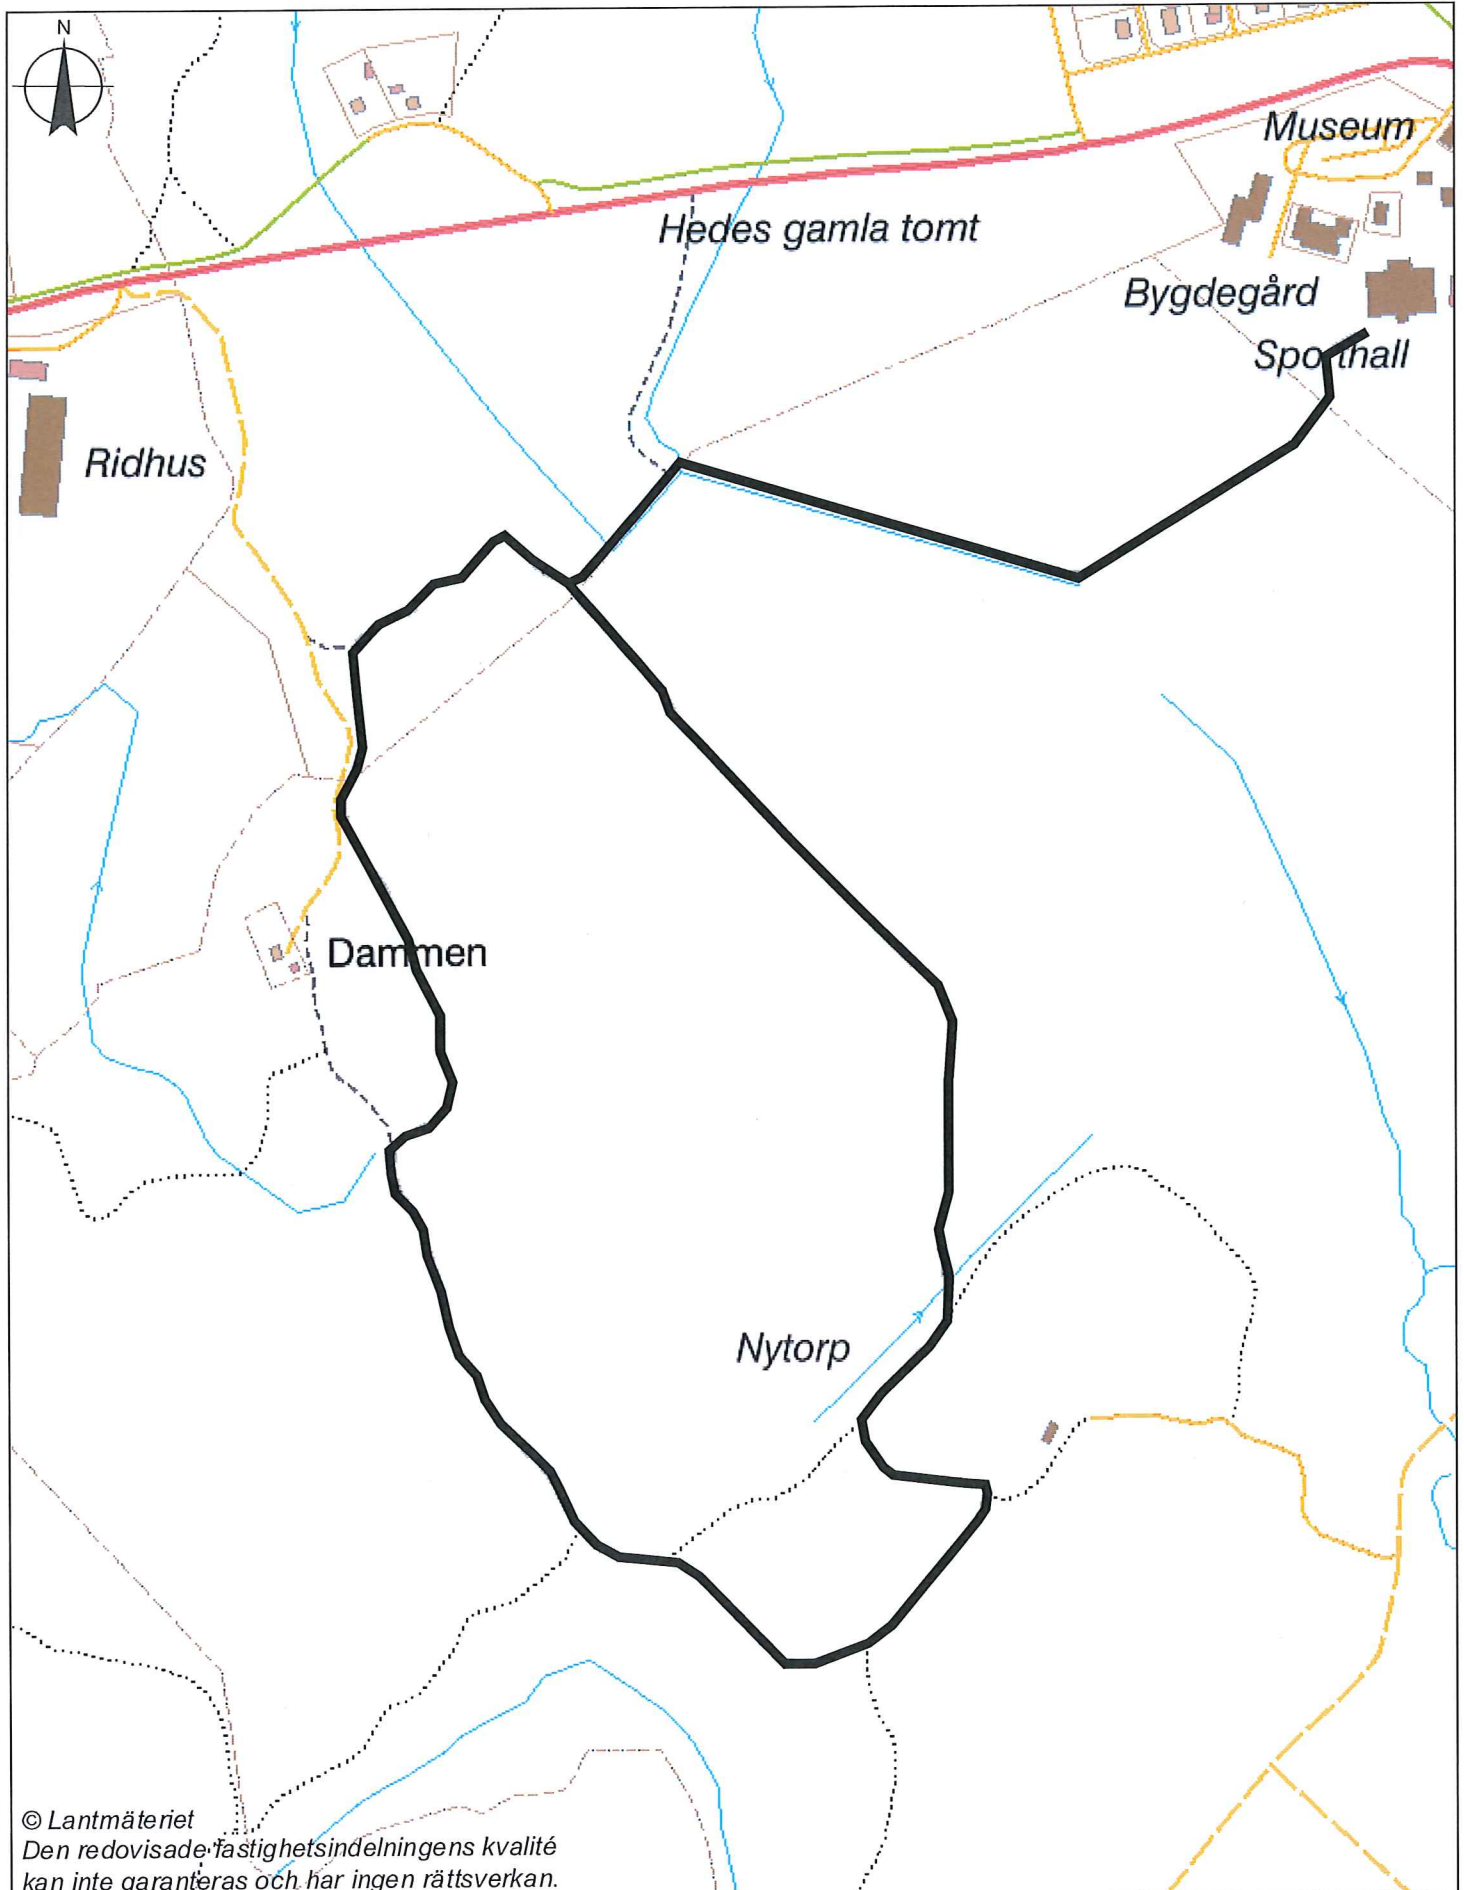 N
Museum
Hedes gamla tomt
Bygdegård
Sporthall
Ridhus
Dammen
Nytorp
© Lantmäteriet
Den redovisade fastighetsindelningens kvalité
kan inte garanteras och har ingen rättsverkan.